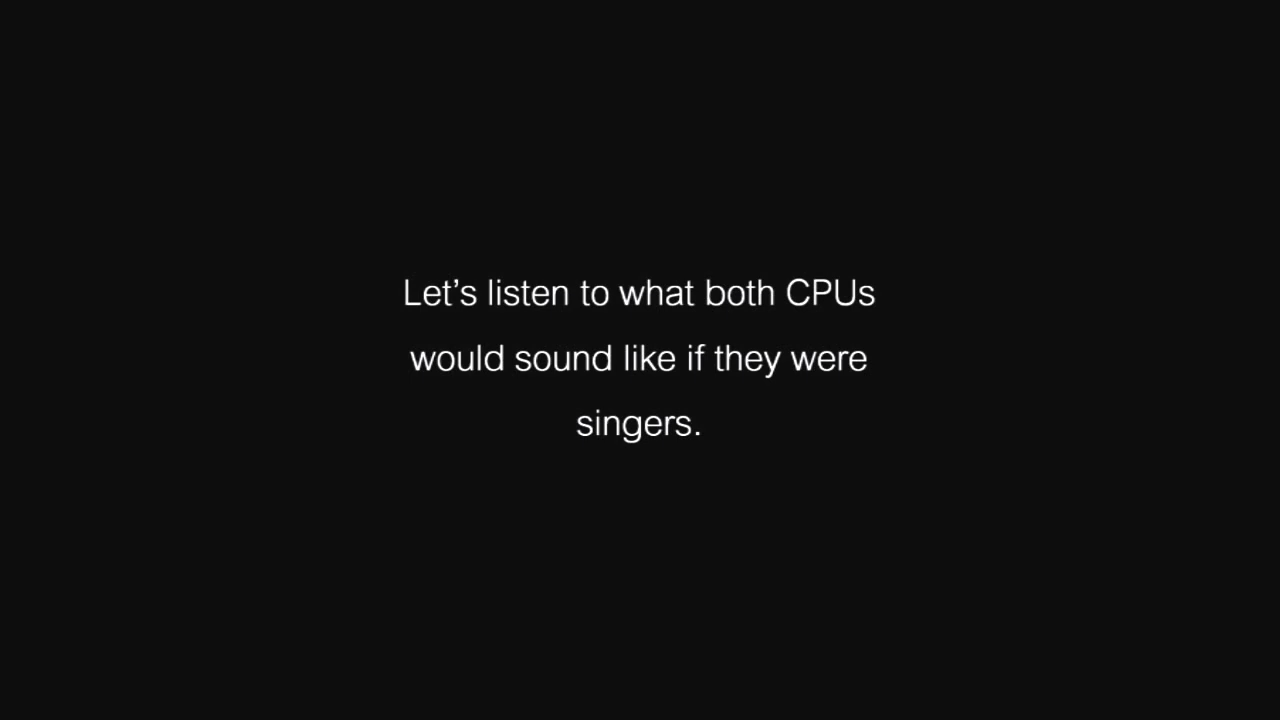 Let’s listen to what both CPUs
would sound like if they were
singers.